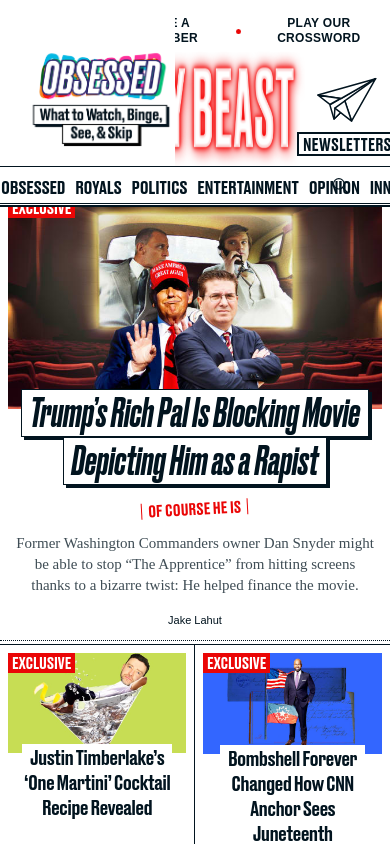 E A
BER
PLAY OUR
CROSSWORD
OBSESSED
What to Watch, Binge,
See, & Skip
Y BEAST
NEWSLETTERS
OBSESSED ROYALS POLITICS ENTERTAINMENT OPINION INN
EXCLUSIVE
MAKE AMERICA
GREAT AGAIN
Trump’s Rich Pal Is Blocking Movie
Depicting Him as a Rapist
OF COURSE HE IS
Former Washington Commanders owner Dan Snyder might
be able to stop “The Apprentice” from hitting screens
thanks to a bizarre twist: He helped finance the movie.
Jake Lahut
EXCLUSIVE
Justin Timberlake’s
‘One Martini’ Cocktail
Recipe Revealed
EXCLUSIVE
Bombshell Forever
Changed How CNN
Anchor Sees
Juneteenth